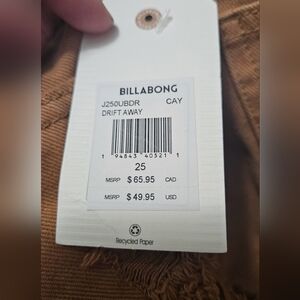 BILLABONG
J250UBDR CAY
DRIFT AWAY
1 94843 40521 1
25
MSRP $65.95 CAD
MSRP $49.95 USD
Recycled Paper